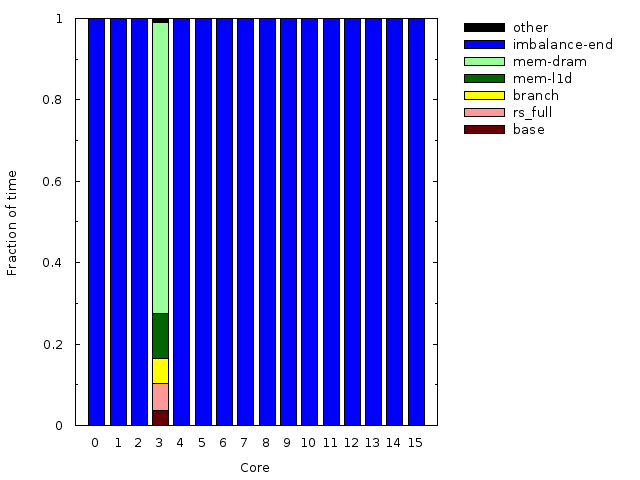 1
0.8
0.6
0.4
0.2
0
Fraction of time
0 1 2 3 4 5 6 7 8 9 10 11 12 13 14 15
Core
other
imbalance-end
mem-dram
mem-l1d
branch
rs_full
base